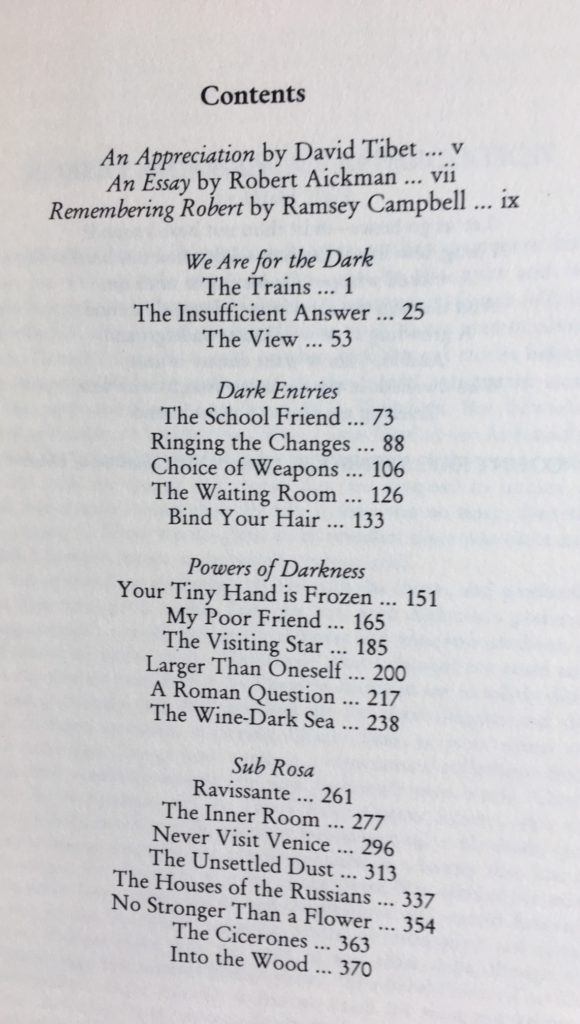 Contents
An Appreciation by David Tibet ... v
An Essay by Robert Aickman ... vii
Remembering Robert by Ramsey Campbell ... ix
We Are for the Dark
The Trains ... 1
The Insufficient Answer ... 25
The View ... 53
Dark Entries
The School Friend ... 73
Ringing the Changes ... 88
Choice of Weapons ... 106
The Waiting Room ... 126
Bind Your Hair ... 133
Powers of Darkness
Your Tiny Hand is Frozen ... 151
My Poor Friend ... 165
The Visiting Star ... 185
Larger Than Oneself ... 200
A Roman Question ... 217
The Wine-Dark Sea ... 238
Sub Rosa
Ravissante ... 261
The Inner Room ... 277
Never Visit Venice ... 296
The Unsettled Dust ... 313
The Houses of the Russians ... 337
No Stronger Than a Flower ... 354
The Cicerones ... 363
Into the Wood ... 370